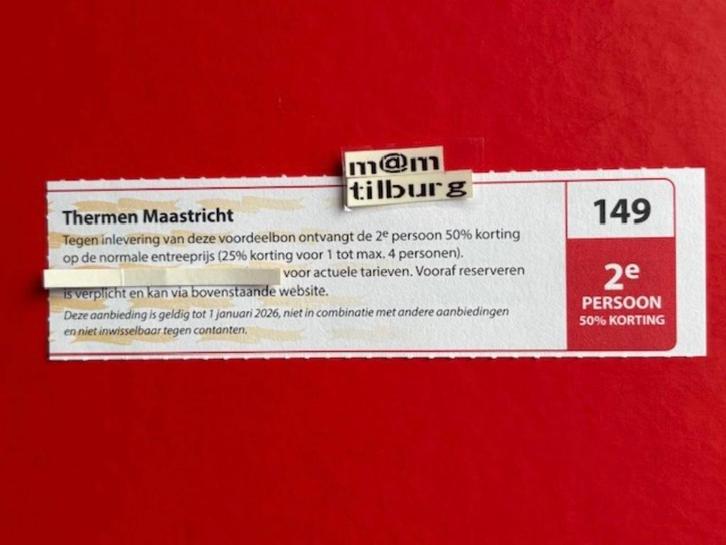 m@m
tilburg
Thermen Maastricht
Tegen inlevering van deze voordeelbon ontvangt de 2e persoon 50% korting
op de normale entreeprijs (25% korting voor 1 tot max. 4 personen).
voor actuele tarieven. Vooraf reserveren
is verplicht en kan via bovenstaande website.
Deze aanbieding is geldig tot 1 januari 2026, niet in combinatie met andere aanbiedingen
en niet inwisselbaar tegen contanten.
149
2e
PERSOON
50% KORTING